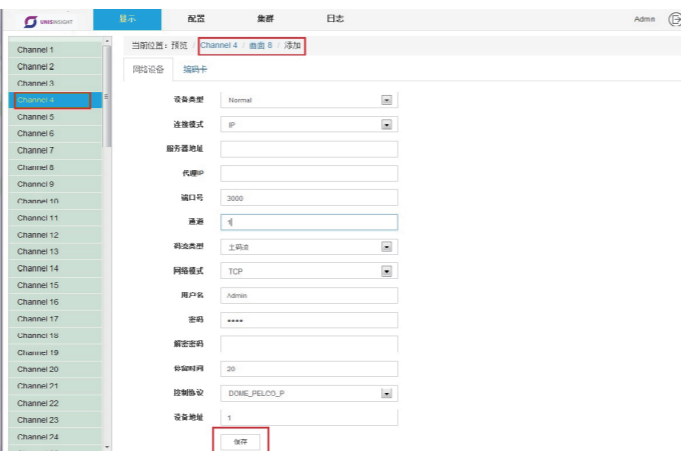 UNISINSIGHT
显示 配置 集群 日志 Admin
当前位置：预览 / Channel 4 / 画面 8 / 添加
网络设备 编码卡
Channel 1
Channel 2
Channel 3
Channel 4
Channel 5
Channel 6
Channel 7
Channel 8
Channel 9
Channel 10
Channel 11
Channel 12
Channel 13
Channel 14
Channel 15
Channel 16
Channel 17
Channel 18
Channel 19
Channel 20
Channel 21
Channel 22
Channel 23
Channel 24
设备类型 Normal
连接模式 IP
服务器地址
代理IP
端口号 3000
通道 1
码流类型 主码流
网络模式 TCP
用户名 Admin
密码 ••••
解密密码
停留时间 20
控制协议 DOME_PELCO_P
设备地址 1
保存